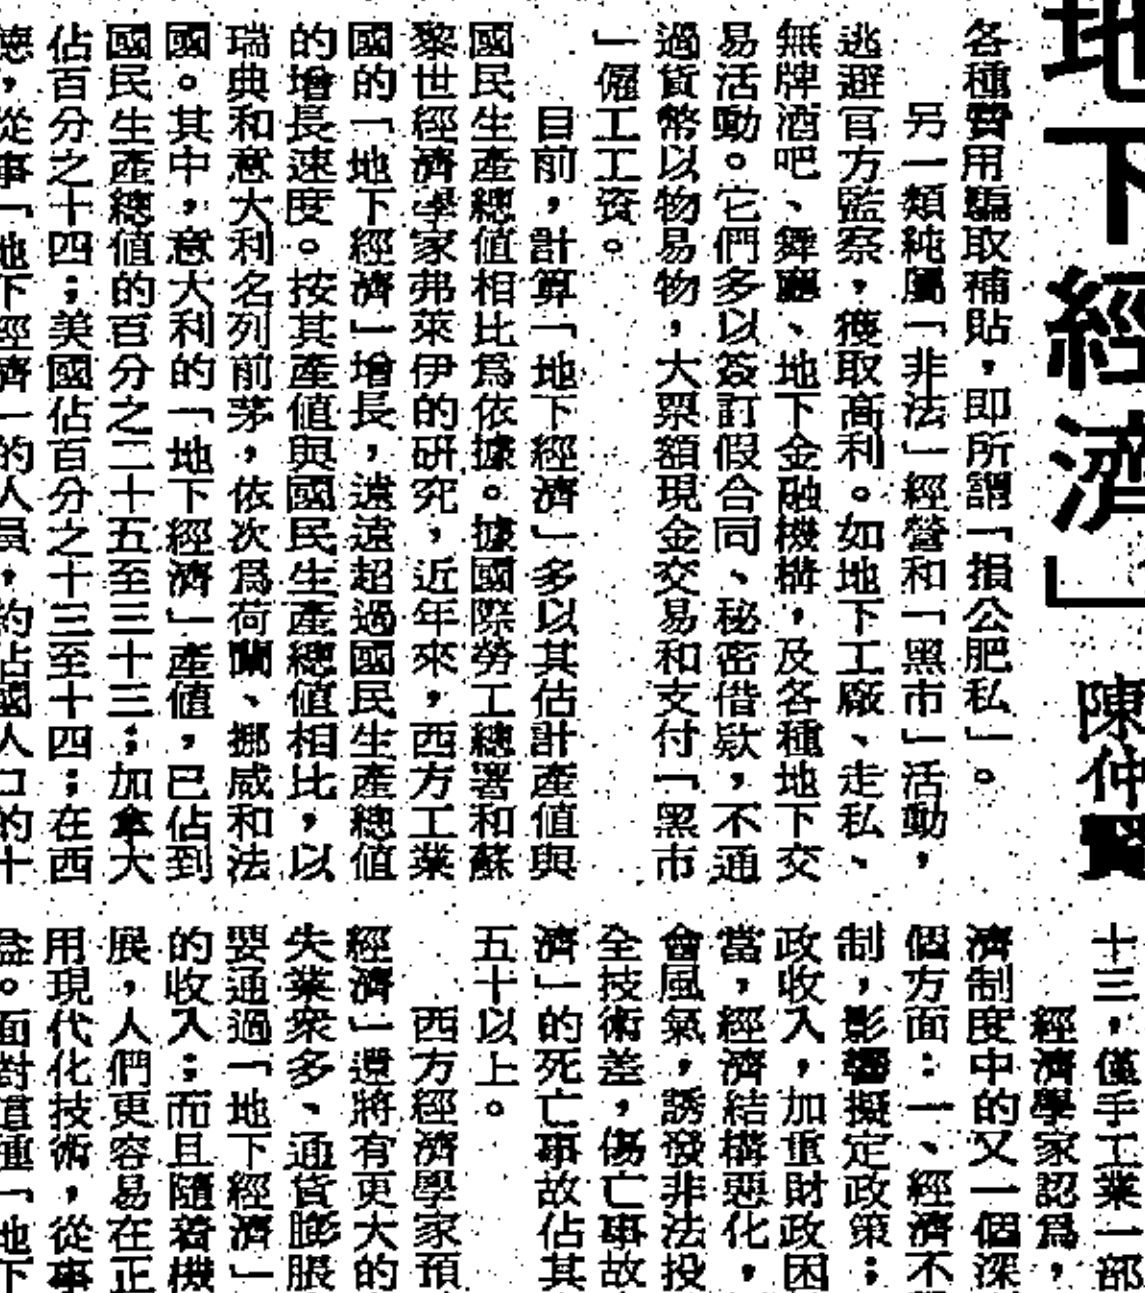 地下經濟」
陳仲賢
各種費用騙取補貼，即所謂「損公肥私」。
另一類純屬「非法」經營和「黑市」活動，
逃避官方監察，獲取高利。如地下工廠、走私、
無牌酒吧、舞廳、地下金融機構，及各種地下交
易活動。它們多以簽訂假合同、秘密借款，不通
過貨幣以物易物，大票額現金交易和支付「黑市
」僱工工資。
目前，計算「地下經濟」多以其估計產值與
國民生產總值相比爲依據。據國際勞工總署和蘇
黎世經濟學家弗萊伊的研究，近年來，西方工業
國的「地下經濟」增長，遠遠超過國民生產總值
的增長速度。按其產值與國民生產總值相比，以
瑞典和意大利名列前茅，依次爲荷蘭、挪威和法
國。其中，意大利的「地下經濟」產值，已佔到
國民生產總值的百分之二十五至三十三；加拿大
佔百分之十四；美國佔百分之十三至十四；在西
德，從事「地下經濟」的人員，約佔國人口的十
十三，僅手工業一部
經濟學家認爲，
濟制度中的又一個深
個方面：一、經濟不
制，影響擬定政策；
政收入，加重財政困
當，經濟結構惡化，
會風氣，誘發非法投
全技術差，傷亡事故
濟」的死亡事故佔其
五十以上。
西方經濟學家預
經濟」還將有更大的
失業衆多、通貨膨脹
要通過「地下經濟」
的收入；而且隨着機
展，人們更容易在正
用現代化技術，從事
益。面對這種「地下